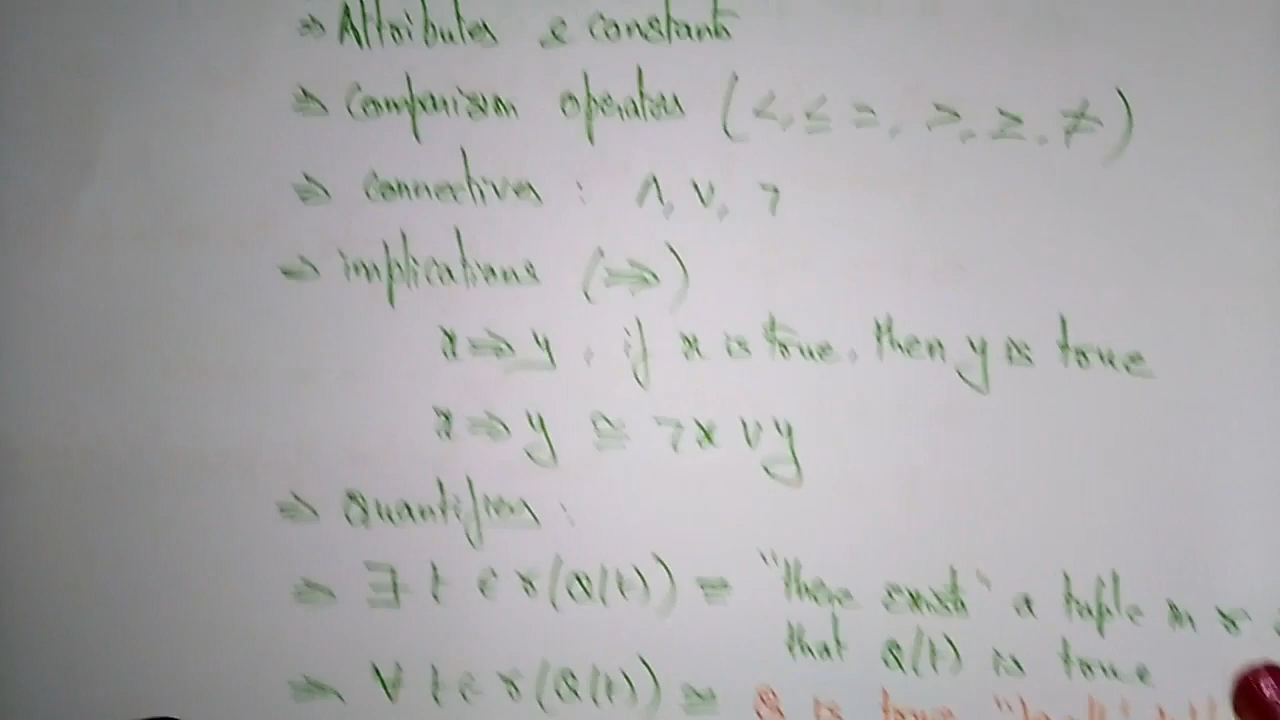 ⇒ Attributes & constants
⇒ Comparison operators (<, ≤ =, >, ≥, ≠)
⇒ connectives : ∧, ∨, ¬
⇒ implications (⇒)
x ⇒ y, if x is true, then y is true
x ⇒ y ≅ ¬x ∨ y
⇒ Quantifiers :
⇒ ∃ t ∈ r(Q(t)) = "there exists" a tuple in r
that Q(t) is true
⇒ ∀ t ∈ r(Q(t)) = Q is true